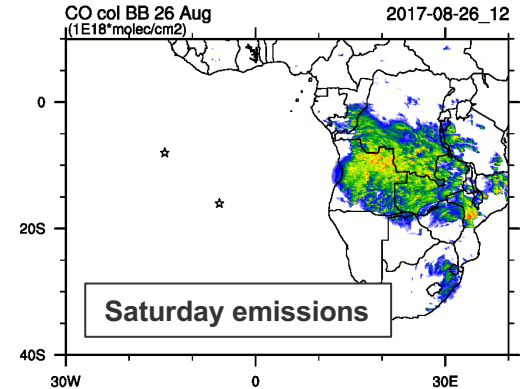 CO col BB 26 Aug 2017-08-26_12
(1E18*molec/cm2)
0
20S
Saturday emissions
40S
30W 0 30E